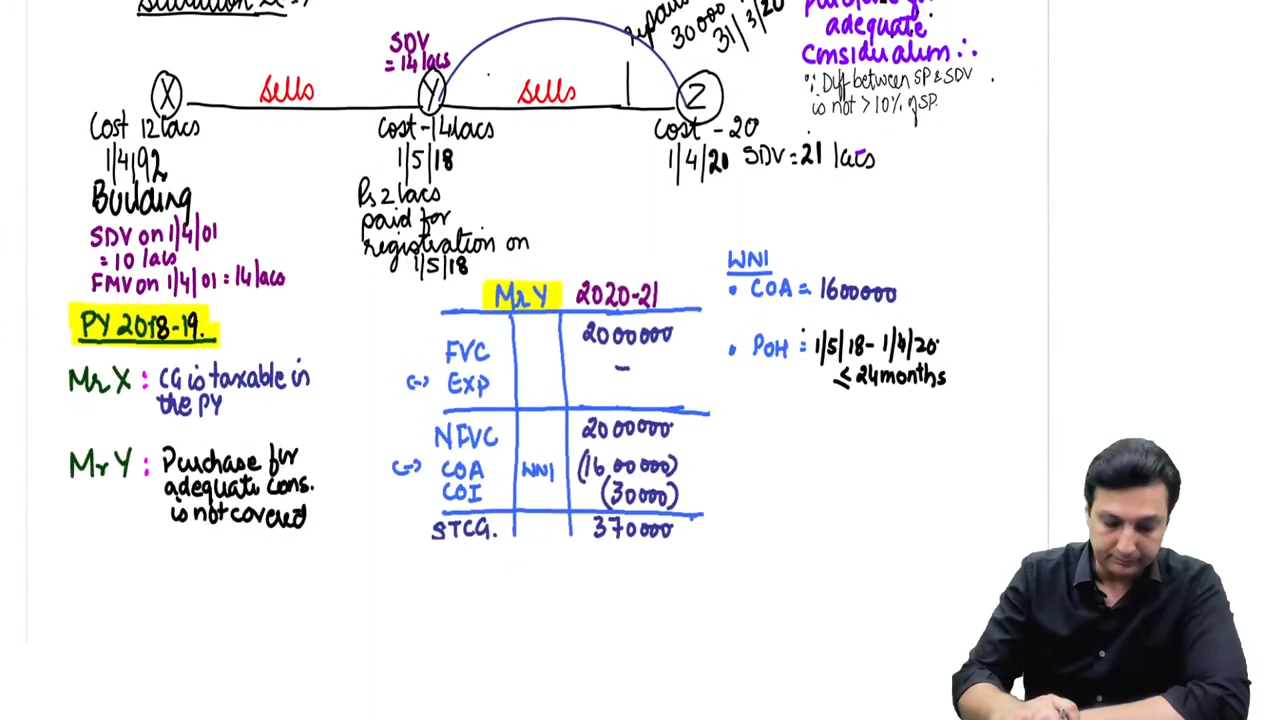 Situation
repairs
30000
31/3/20
Purchase for
adequate
consideration ∴
∵ Diff between SP & SDV
is not >10% of SP.
SDV
= 14 lacs
X
sells
Y
sells
Z
Cost 12 lacs
1/4/92
Building
SDV on 1/4/01
= 10 lacs
FMV on 1/4/01 = 14 lacs
Cost - 14 lacs
1/5/18
Rs 2 lacs
paid for
registration on
1/5/18
Cost - 20
1/4/20 SDV = 21 lacs
PY 2018-19.
Mr X : CG is taxable in
the PY
Mr Y : Purchase for
adequate cons.
is not covered
Mr Y 2020-21
FVC 2000000
(-) Exp -
NFVC 2000000
(-) COA WN1 (1600000)
COI (30000)
STCG. 370000
WN1
• COA = 1600000
• POH : 1/5/18 - 1/4/20
≤ 24 months